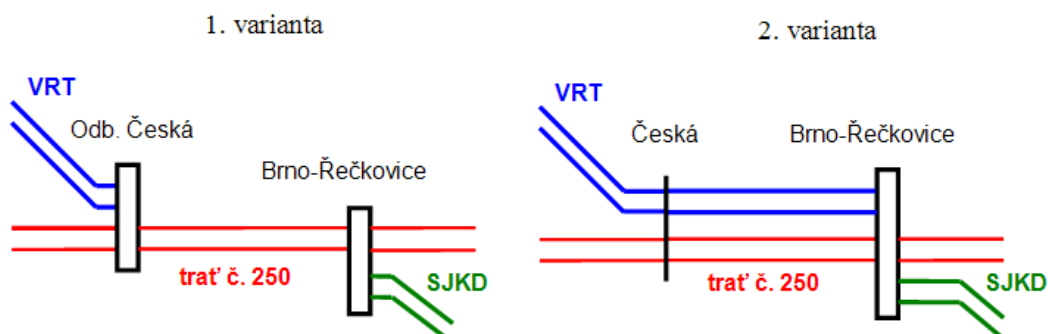 1. varianta
VRT
Odb. Česká
Brno-Řečkovice
trať č. 250
SJKD
2. varianta
VRT
Česká
Brno-Řečkovice
trať č. 250
SJKD